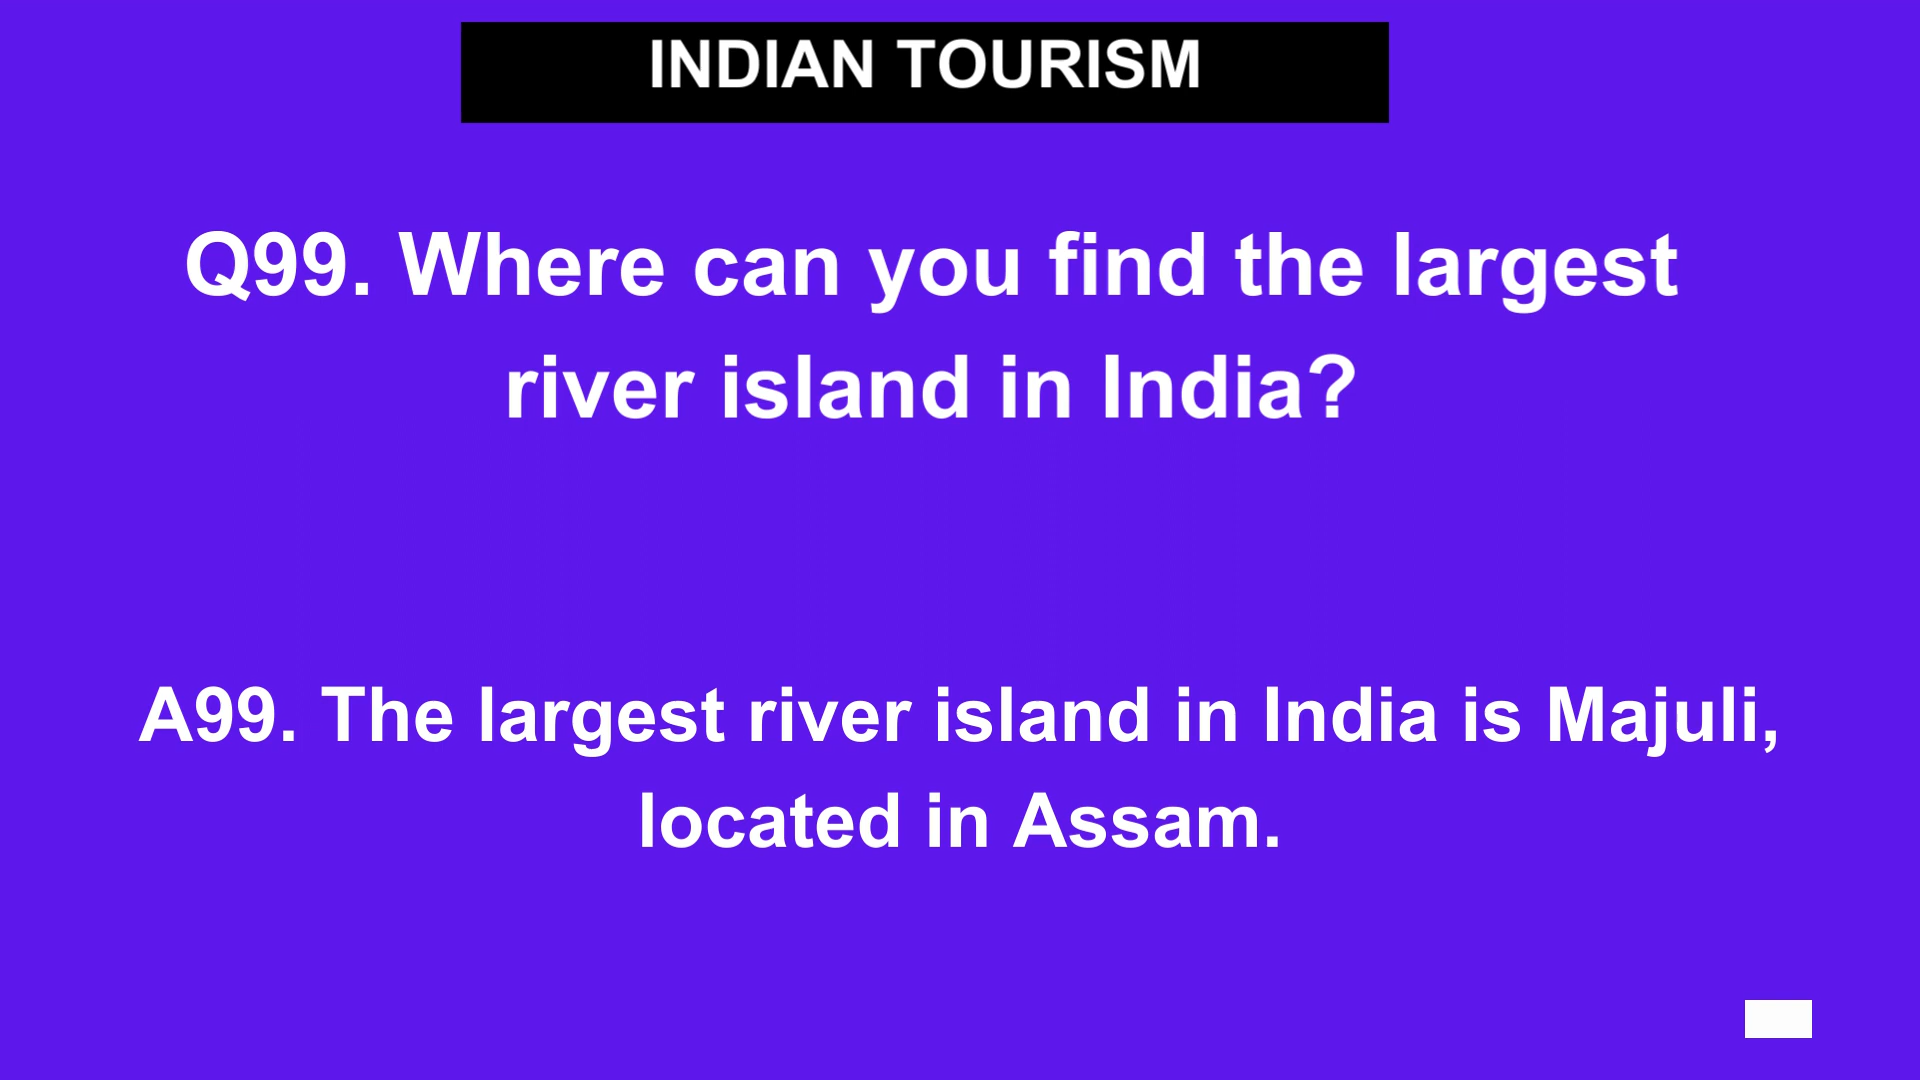 INDIAN TOURISM
Q99. Where can you find the largest
river island in India?
A99. The largest river island in India is Majuli,
located in Assam.